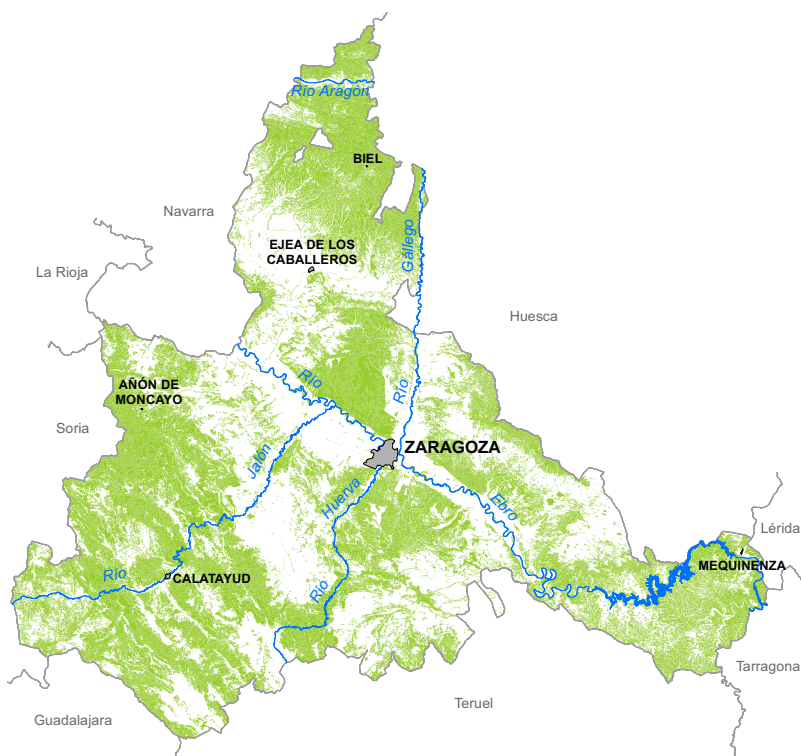 Río Aragón
BIEL
Navarra
EJEA DE LOS
CABALLEROS
Gállego
La Rioja
Huesca
Río
AÑÓN DE
MONCAYO
Río
Soria
ZARAGOZA
Jalón
Huerva
Ebro
Lérida
MEQUINENZA
Río
CALATAYUD
Río
Tarragona
Teruel
Guadalajara